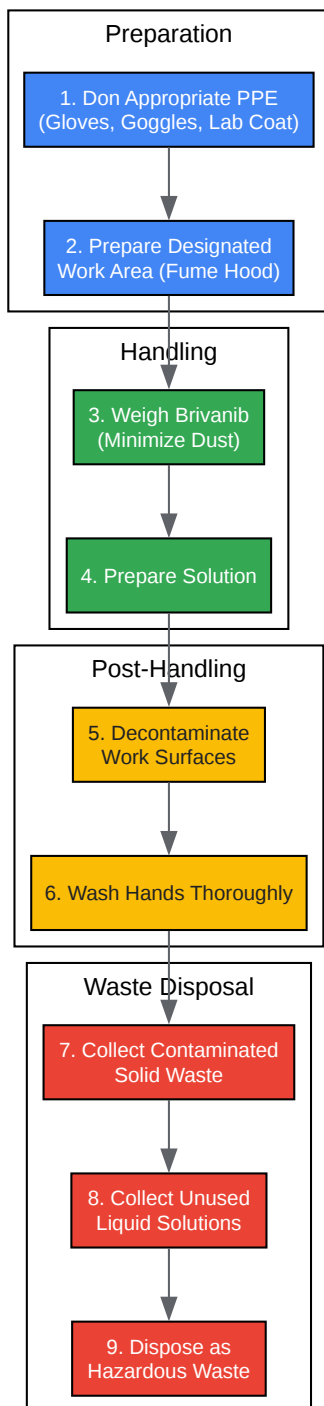 Preparation
1. Don Appropriate PPE
(Gloves, Goggles, Lab Coat)
2. Prepare Designated
Work Area (Fume Hood)
Handling
3. Weigh Brivanib
(Minimize Dust)
4. Prepare Solution
Post-Handling
5. Decontaminate
Work Surfaces
6. Wash Hands Thoroughly
Waste Disposal
7. Collect Contaminated
Solid Waste
8. Collect Unused
Liquid Solutions
9. Dispose as
Hazardous Waste